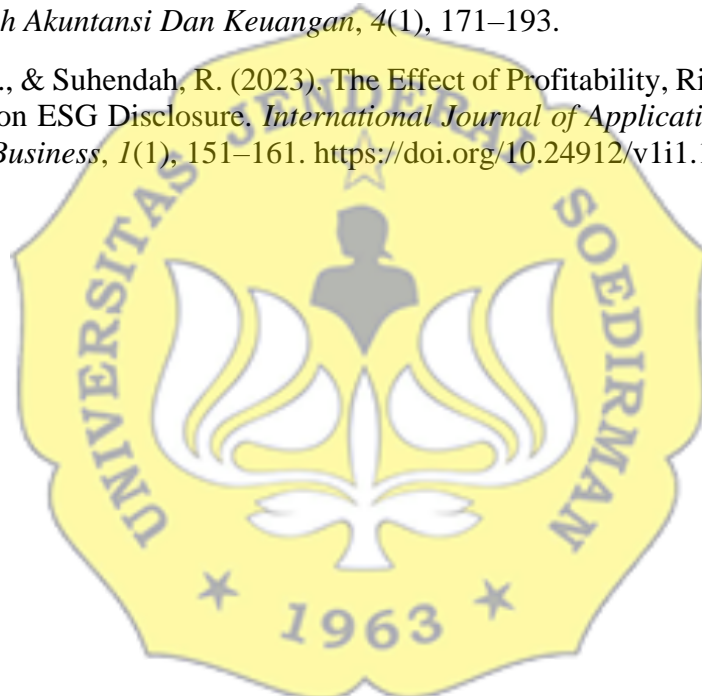 h Akuntansi Dan Keuangan, 4(1), 171–193.
., & Suhendah, R. (2023). The Effect of Profitability, Ri
on ESG Disclosure. International Journal of Applicati
Business, 1(1), 151–161. https://doi.org/10.24912/v1i1.1
UNIVERSITAS JENDERAL SOEDIRMAN
1963